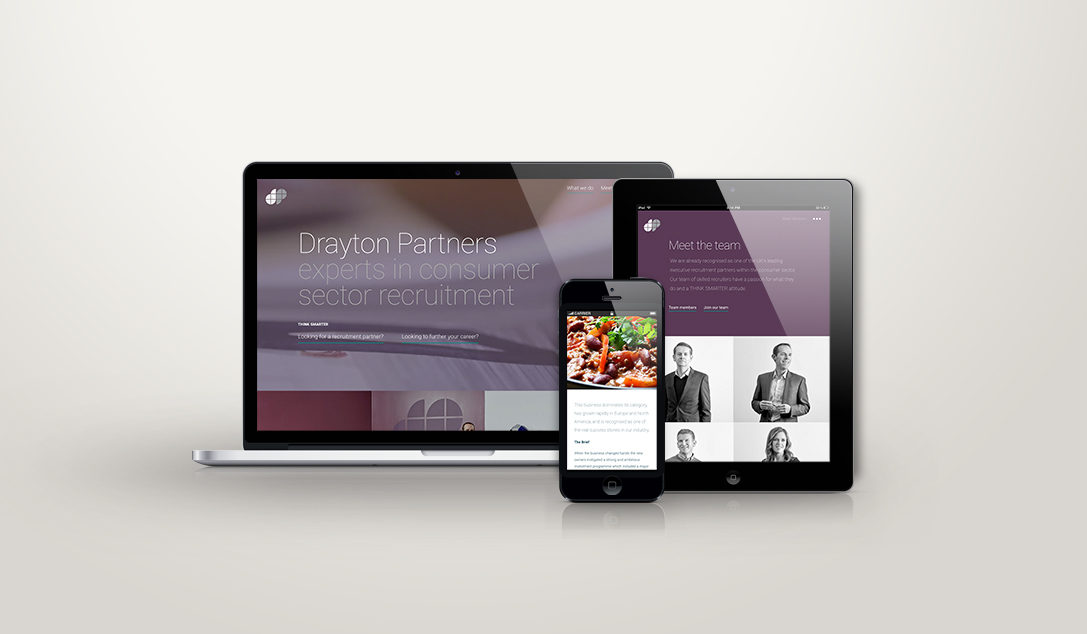 What we do Meet
Drayton Partners
experts in consumer
sector recruitment
THINK SMARTER
Looking for a recruitment partner? Looking to further your career?
iPad
Meet the team
We are already recognised as one of the UK's leading
executive recruitment partners within the Consumer Sector.
Our team of skilled recruiters have a passion for what they
do and a THINK SMARTER attitude.
Team members Join our team
CARRIER
This business dominates its category,
has grown rapidly in Europe and North
America and is recognised as one of
the real success stories in our industry.
The Brief
When the business changed hands the new
owners instigated a strong and ambitious
investment programme which included a major